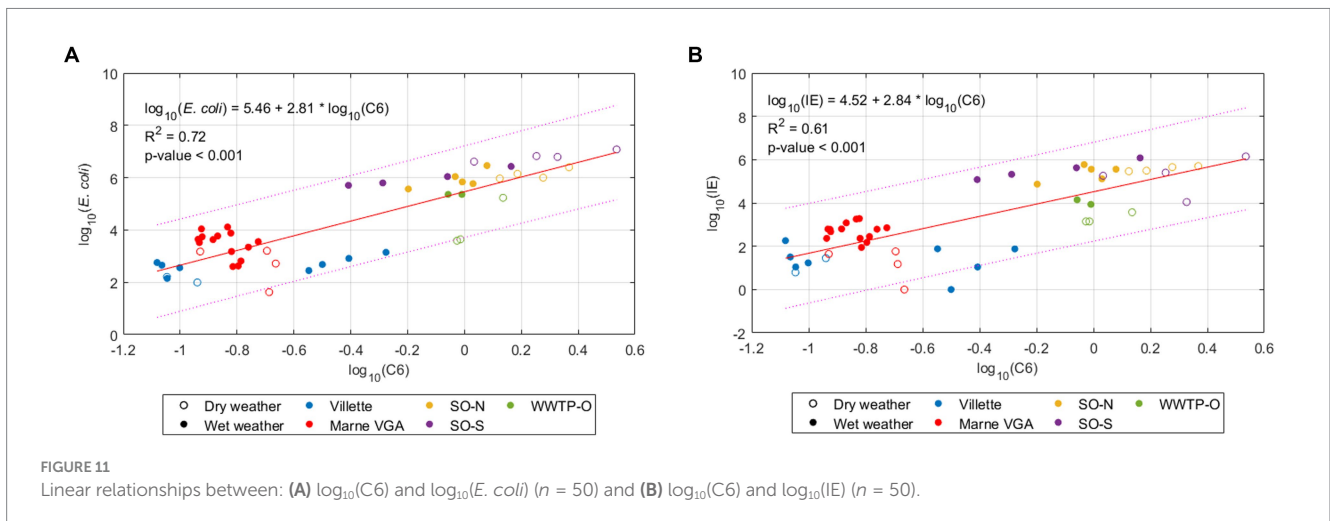 A
log₁₀(E. coli) = 5.46 + 2.81 * log₁₀(C6)
R² = 0.72
p-value < 0.001
log₁₀(E. coli)
10
8
6
4
2
0
-1.2 -1 -0.8 -0.6 -0.4 -0.2 0 0.2 0.4 0.6
log₁₀(C6)
Dry weather Villette SO-N WWTP-O
Wet weather Marne VGA SO-S
B
log₁₀(IE) = 4.52 + 2.84 * log₁₀(C6)
R² = 0.61
p-value < 0.001
log₁₀(IE)
10
8
6
4
2
0
-2
-1.2 -1 -0.8 -0.6 -0.4 -0.2 0 0.2 0.4 0.6
log₁₀(C6)
Dry weather Villette SO-N WWTP-O
Wet weather Marne VGA SO-S
FIGURE 11
Linear relationships between: (A) log₁₀(C6) and log₁₀(E. coli) (n = 50) and (B) log₁₀(C6) and log₁₀(IE) (n = 50).